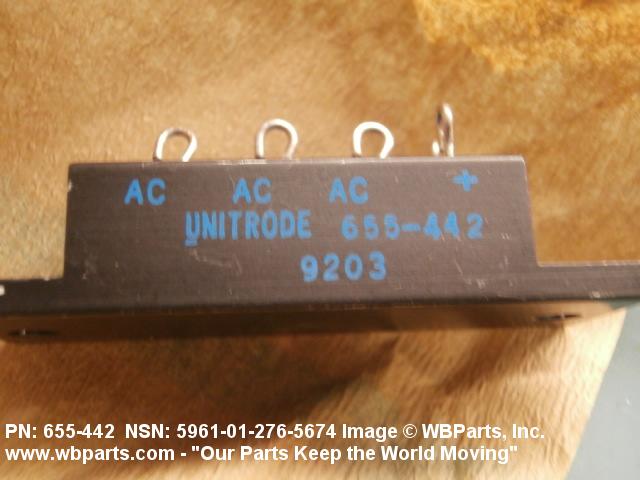 AC AC AC +
UNITRODE 655-442
9203
PN: 655-442 NSN: 5961-01-276-5674 Image © WBParts, Inc.
www.wbparts.com - "Our Parts Keep the World Moving"